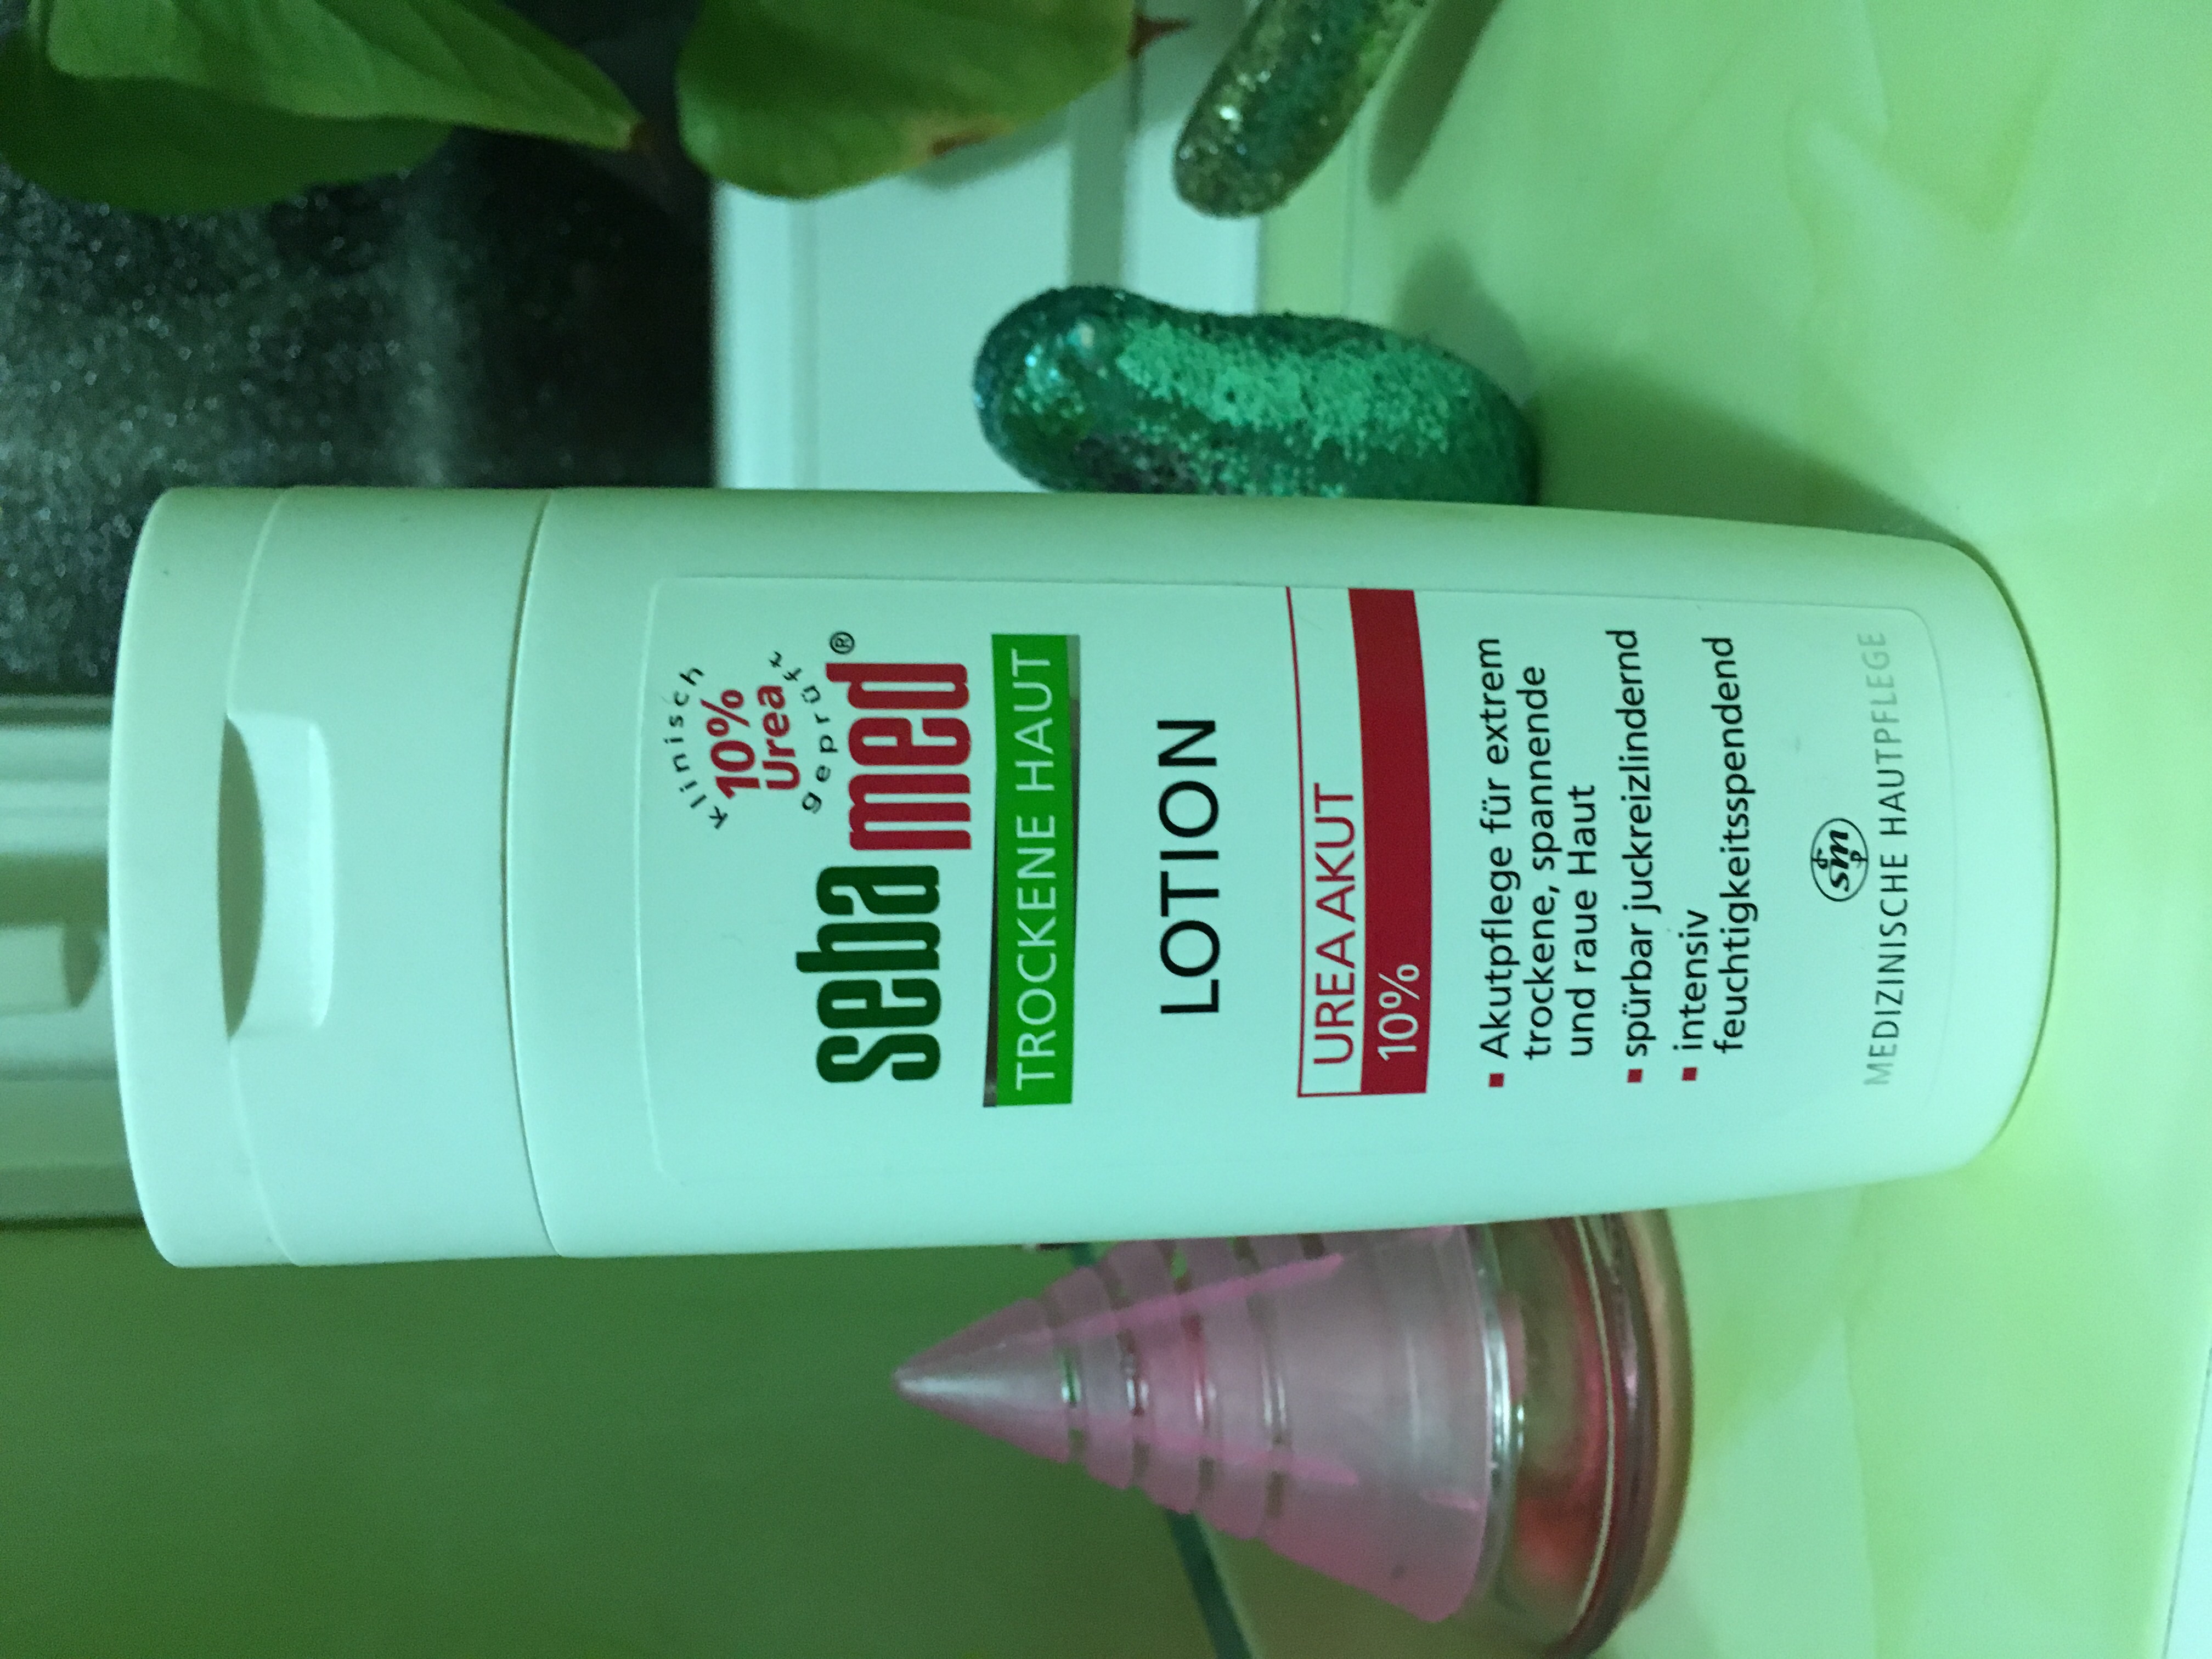 klinisch
10%
Urea
geprüft
sebamed®
TROCKENE HAUT
LOTION
UREA AKUT
10%
▪ Akutpflege für extrem
trockene, spannende
und raue Haut
▪ spürbar juckreizlindernd
▪ intensiv
feuchtigkeitsspendend
sm
MEDIZINISCHE HAUTPFLEGE